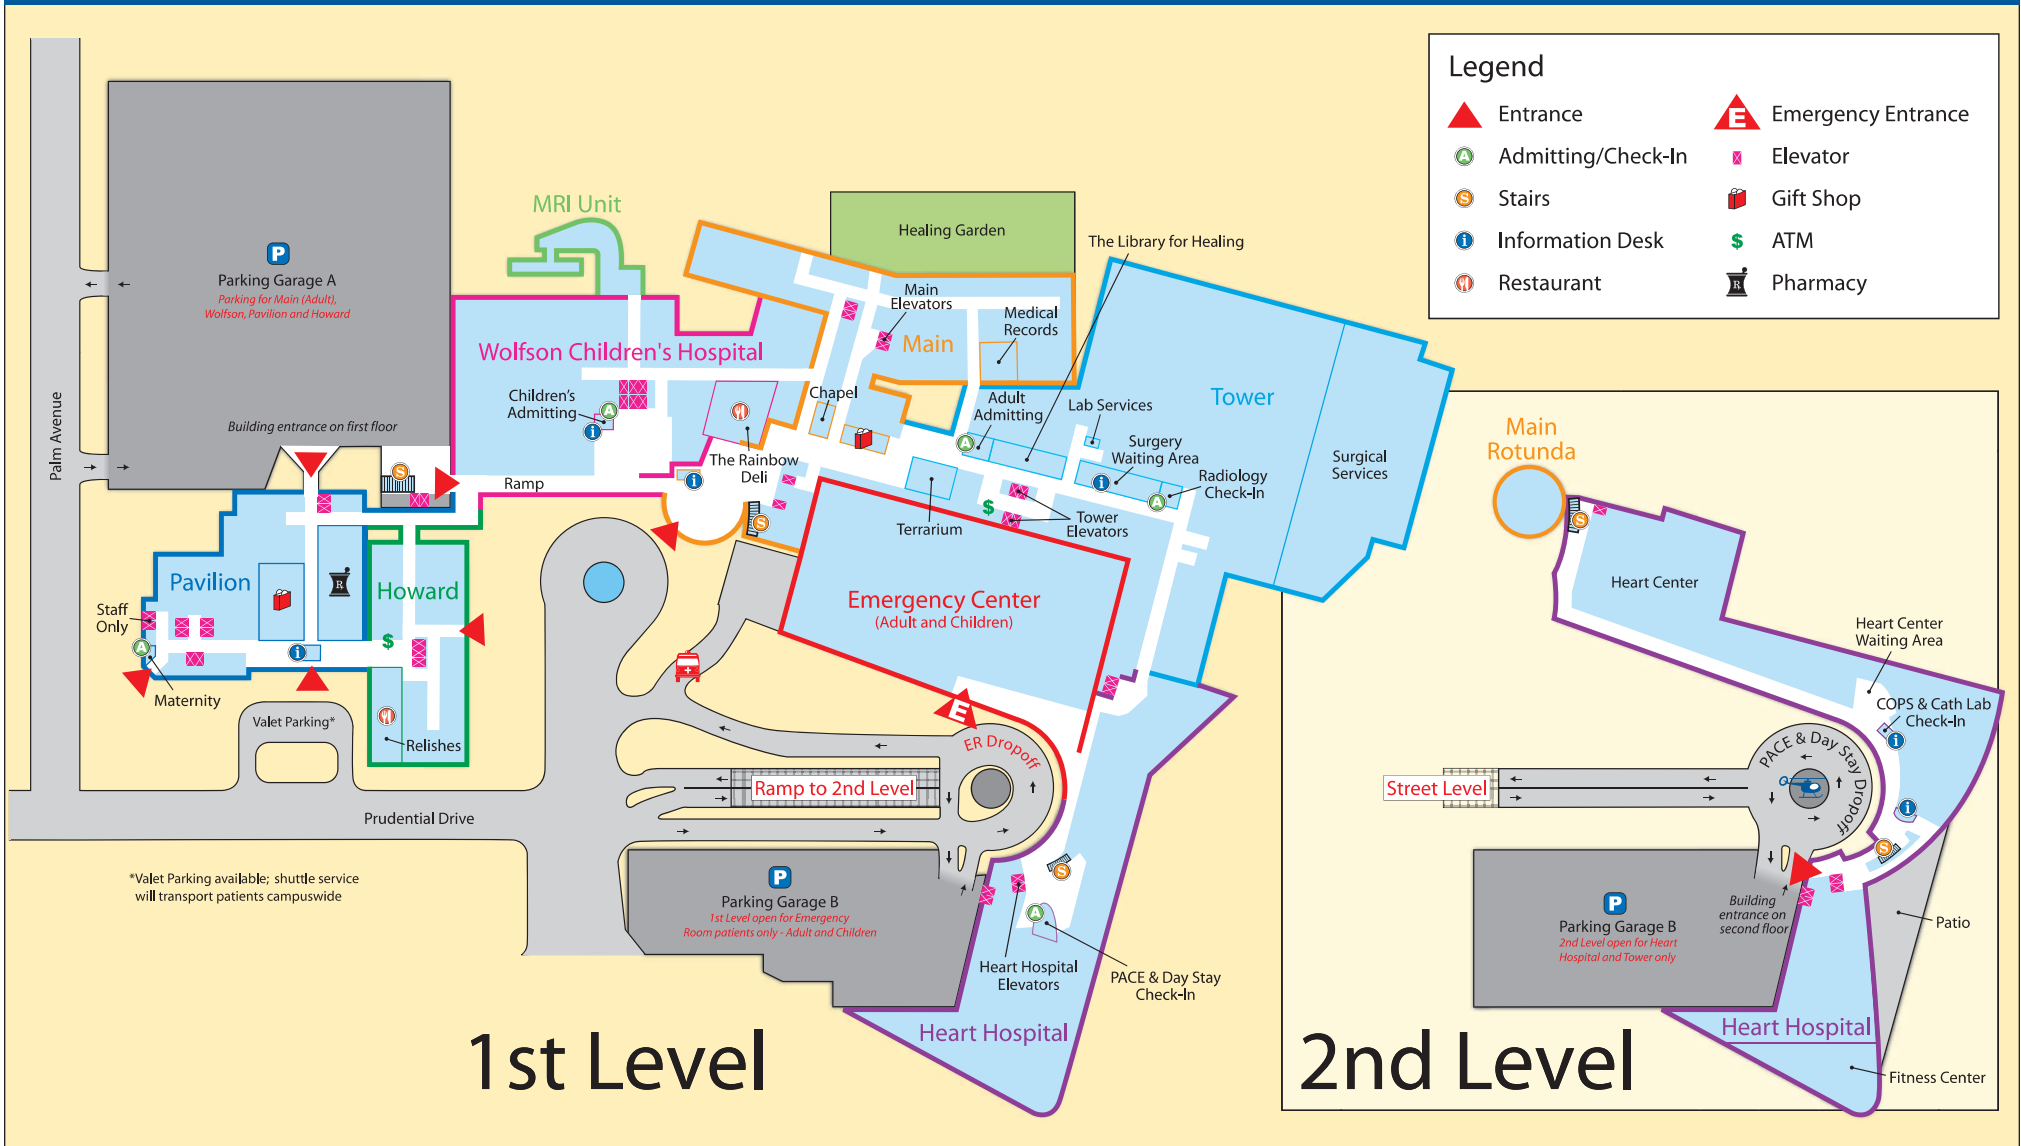 Legend
Entrance
A Admitting/Check-In
S Stairs
i Information Desk
Restaurant
E Emergency Entrance
Elevator
Gift Shop
$ ATM
Rx Pharmacy
Palm Avenue
P
Parking Garage A
Parking for Main (Adult),
Wolfson, Pavilion and Howard
Building entrance on first floor
MRI Unit
Wolfson Children's Hospital
Children's
Admitting
A
i
The Rainbow
Deli
Ramp
S
Healing Garden
Main
Elevators
Medical
Records
Main
Chapel
The Library for Healing
Adult
Admitting
A
Lab Services
Surgery
Waiting Area
i
Radiology
Check-In
A
Tower
Surgical
Services
Terrarium
$
Tower
Elevators
i
S
Pavilion
Rx
Howard
$
Staff
Only
A
Maternity
i
Relishes
Valet Parking*
Emergency Center
(Adult and Children)
E
ER Dropoff
Ramp to 2nd Level
Prudential Drive
*Valet Parking available; shuttle service
will transport patients campuswide
P
Parking Garage B
1st Level open for Emergency
Room patients only - Adult and Children
S
A
Heart Hospital
Elevators
PACE & Day Stay
Check-In
Heart Hospital
1st Level
Main
Rotunda
S
Heart Center
Heart Center
Waiting Area
COPS & Cath Lab
Check-In
i
PACE & Day Stay Dropoff
i
S
Street Level
P
Parking Garage B
2nd Level open for Heart
Hospital and Tower only
Building
entrance on
second floor
Patio
Heart Hospital
Fitness Center
2nd Level